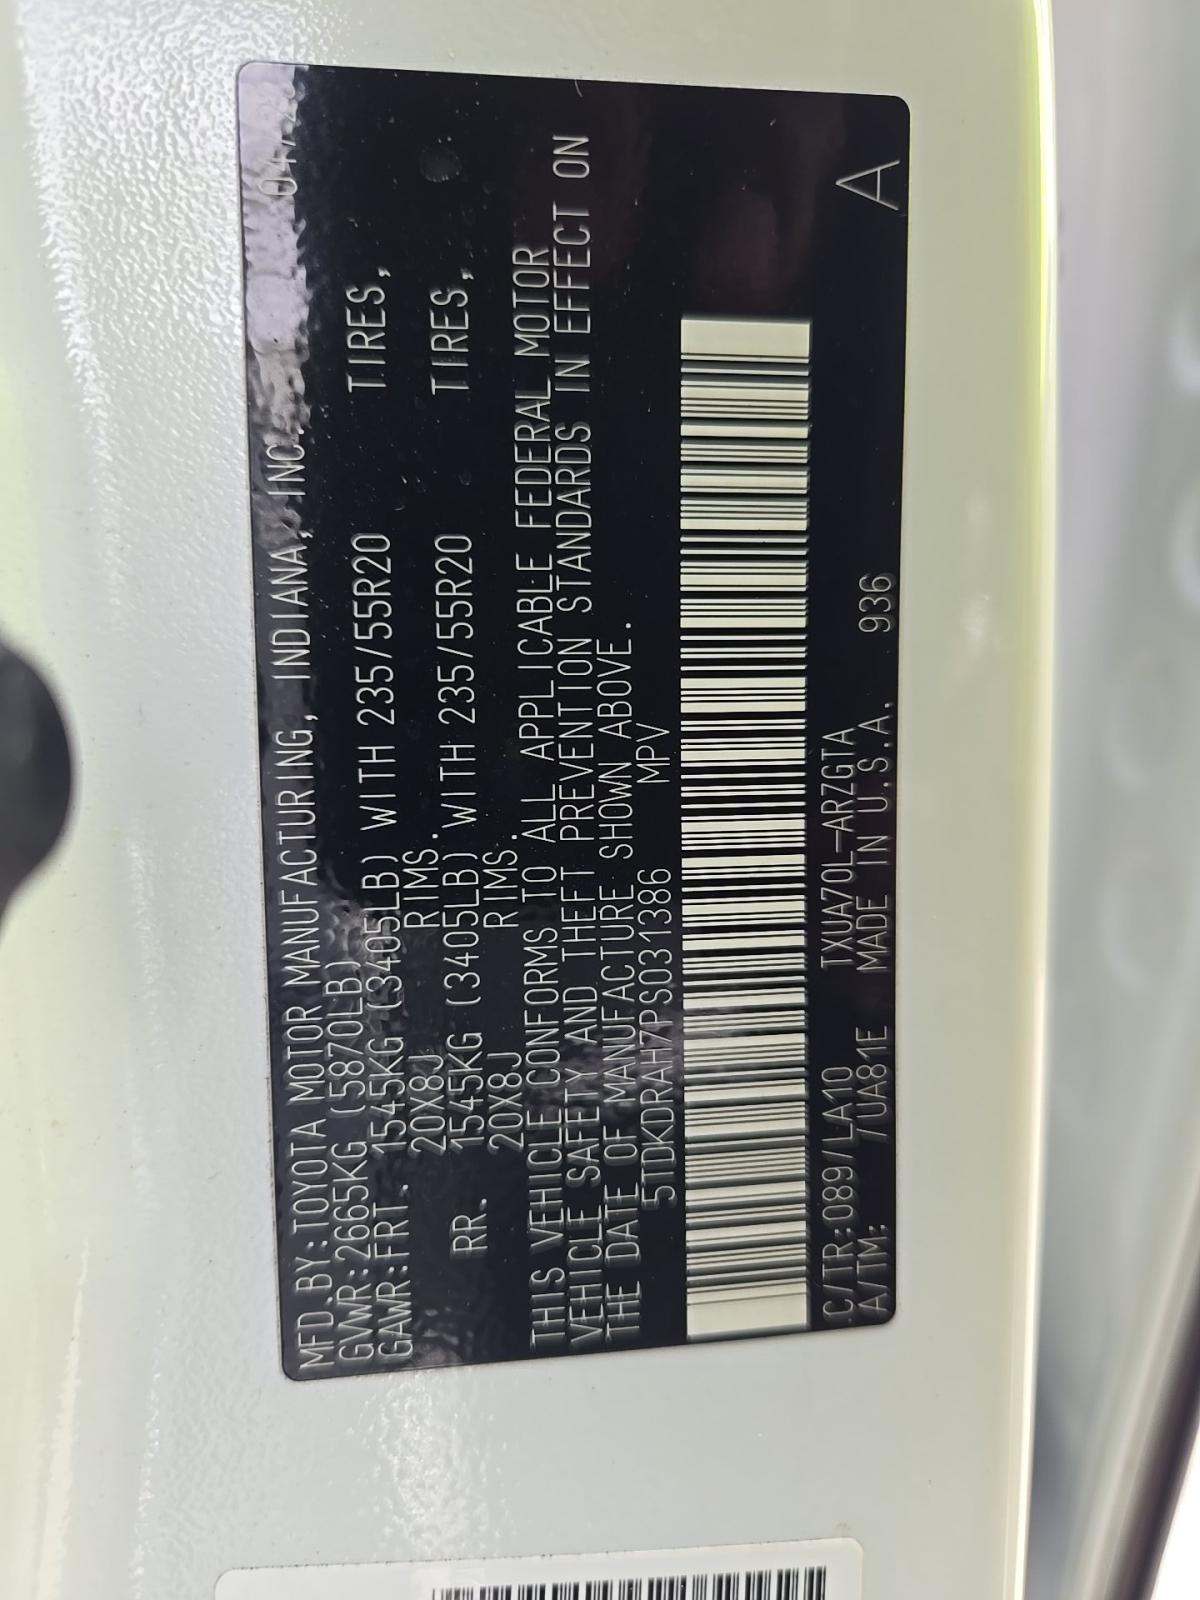 MFD.BY:TOYOTA MOTOR MANUFACTURING, INDIANA, INC. 04/
GVWR:2665KG (5870LB)
GAWR:FRT. 1545KG (3405LB) WITH 235/55R20 TIRES,
20X8J RIMS.
RR. 1545KG (3405LB) WITH 235/55R20 TIRES,
20X8J RIMS.
THIS VEHICLE CONFORMS TO ALL APPLICABLE FEDERAL MOTOR
VEHICLE SAFETY AND THEFT PREVENTION STANDARDS IN EFFECT ON
THE DATE OF MANUFACTURE SHOWN ABOVE.
5TDKDRAH7PS031386 MPV
C/TR:089/LA10 TXUA70L-ARZGTA
A/TM: /UA81E MADE IN U.S.A. 936 A